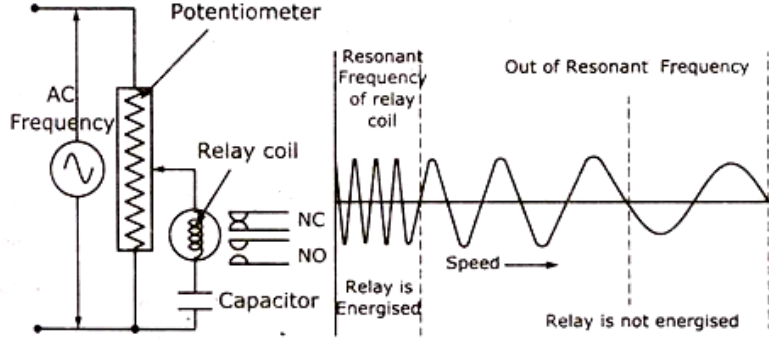 Potentiometer
AC
Frequency
Relay coil
NC
NO
Capacitor
Resonant
Frequency
of relay
coil
Out of Resonant Frequency
Speed
Relay is
Energised
Relay is not energised